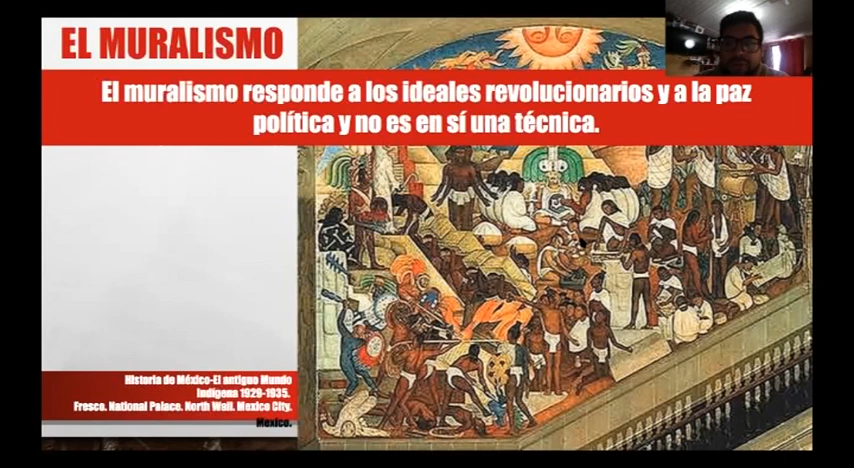 EL MURALISMO
El muralismo responde a los ideales revolucionarios y a la paz
política y no es en sí una técnica.
Historia de México-El antiguo Mundo
Indígena 1929-1935.
Fresco. National Palace. North Wall. Mexico City.
Mexico.